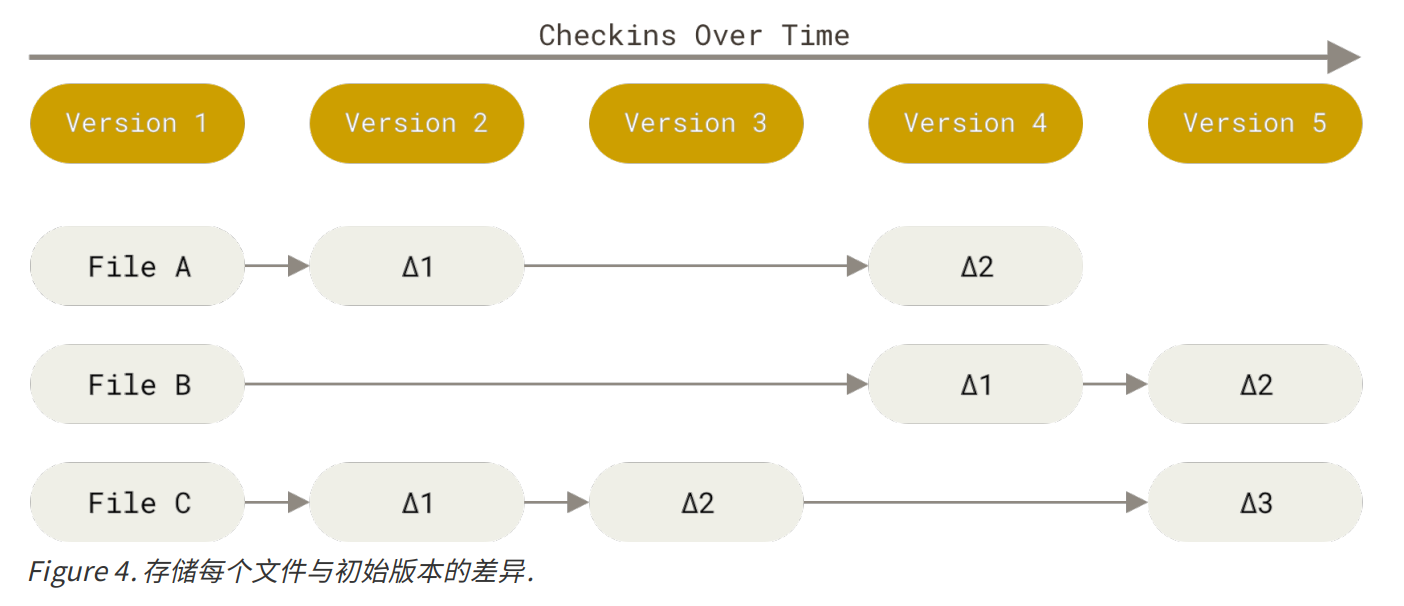 Checkins Over Time
Version 1 Version 2 Version 3 Version 4 Version 5
File A Δ1 Δ2
File B Δ1 Δ2
File C Δ1 Δ2 Δ3
Figure 4. 存储每个文件与初始版本的差异.